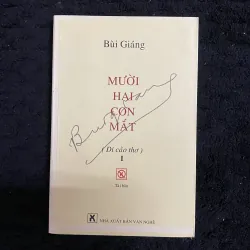 Bùi Giáng
MƯỜI
HAI
CON
MẮT
( Di cảo thơ )
I
NHÀ XUẤT BẢN VĂN NGHỆ